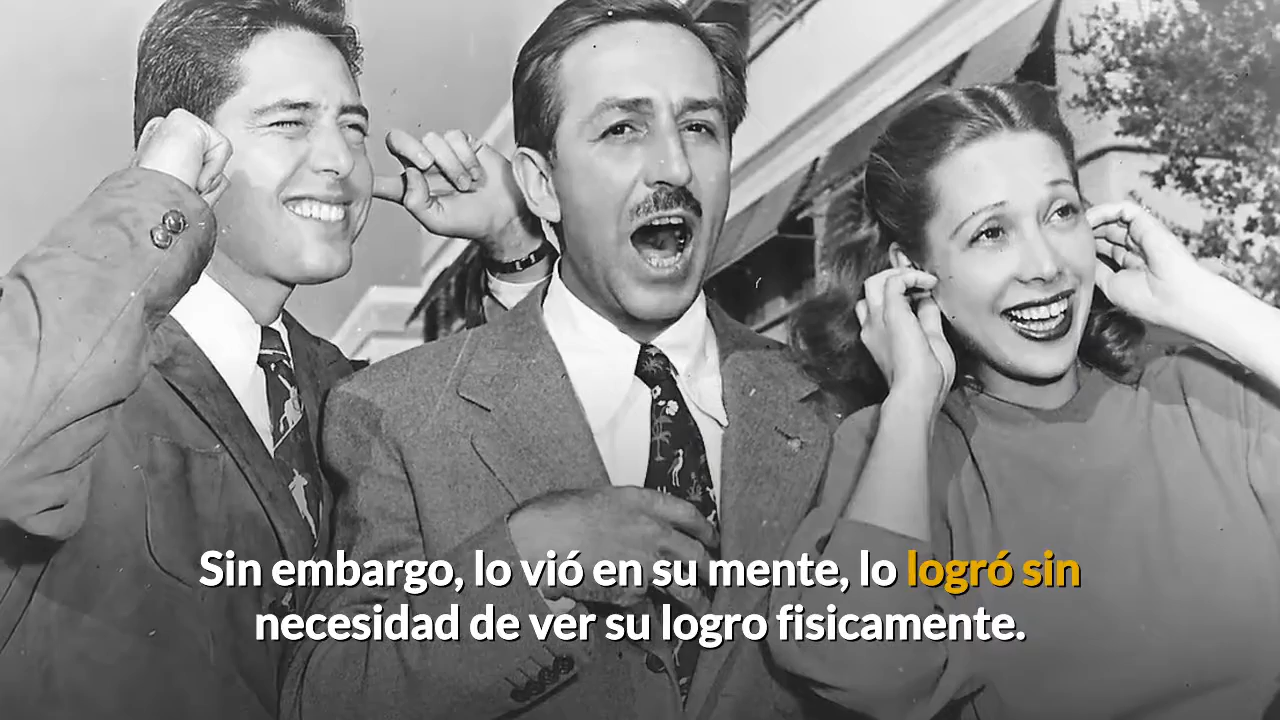 Sin embargo, lo vió en su mente, lo logró sin
necesidad de ver su logro fisicamente.